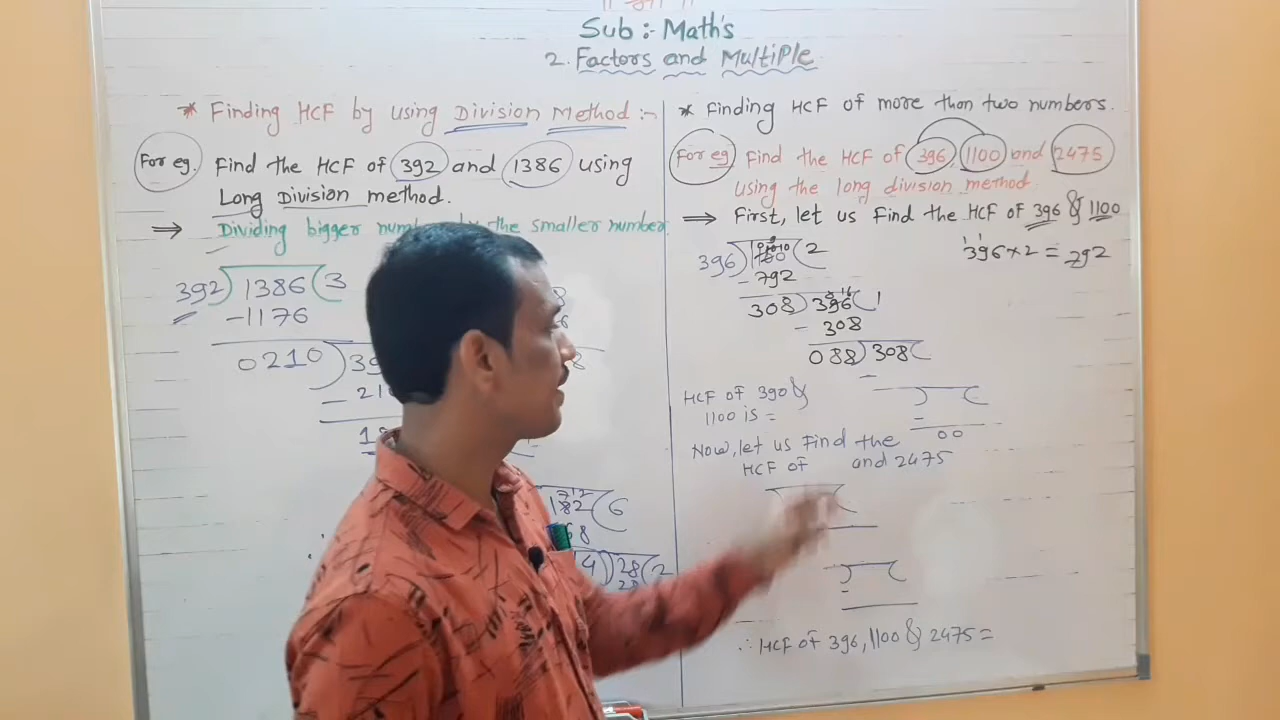 Sub :- Math's
2. Factors and Multiple
* Finding HCF by using Division Method :-
For eg. Find the HCF of 392 and 1386 using
Long Division method.
⇒ Dividing bigger the smaller number
392)1386(3
-1176
0210
* Finding HCF of more than two numbers.
For eg Find the HCF of 396 1100 and 2475
using the long division method.
⇒ First, let us Find the HCF of 396 & 1100
396)1100(2
396×2 = 792
- 792
308)396(1
- 308
088)308(
HCF of 390 &
1100 is =
00
Now, let us Find the
HCF of and 2475
182(6
68
4)28(2
28
∴ HCF of 396, 1100 & 2475 =